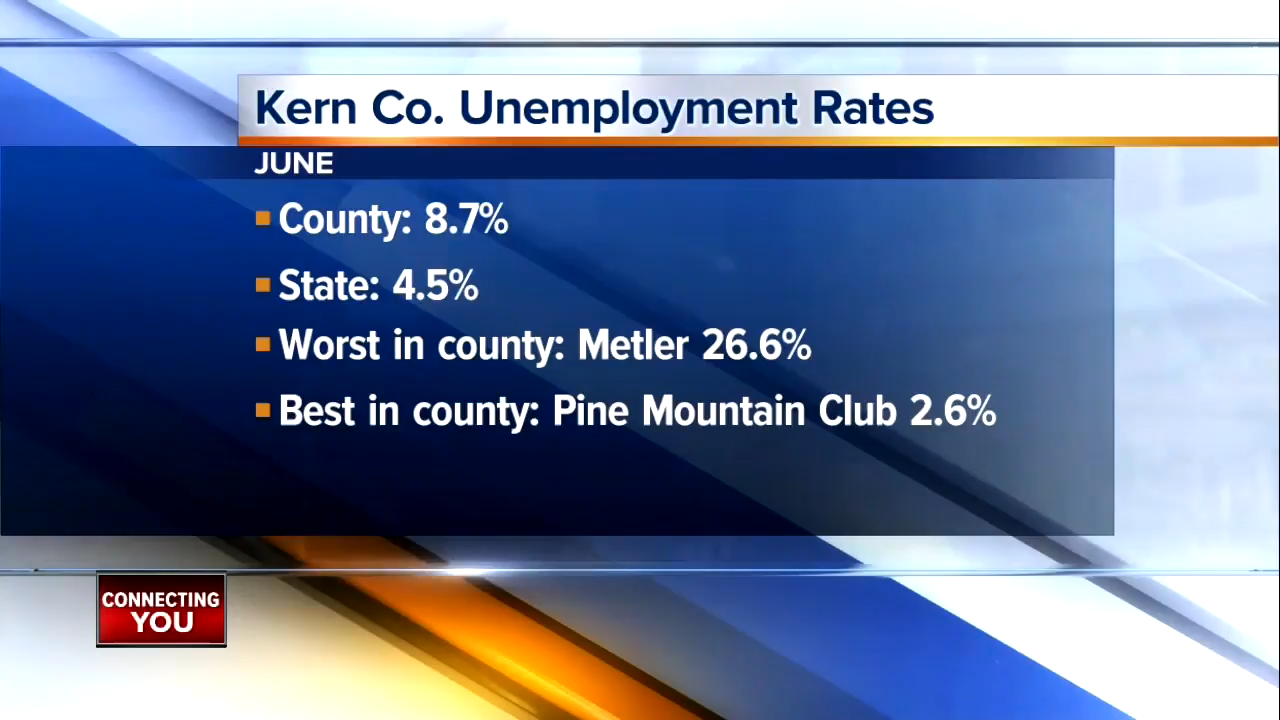 Kern Co. Unemployment Rates
JUNE
County: 8.7%
State: 4.5%
Worst in county: Metler 26.6%
Best in county: Pine Mountain Club 2.6%
CONNECTING
YOU